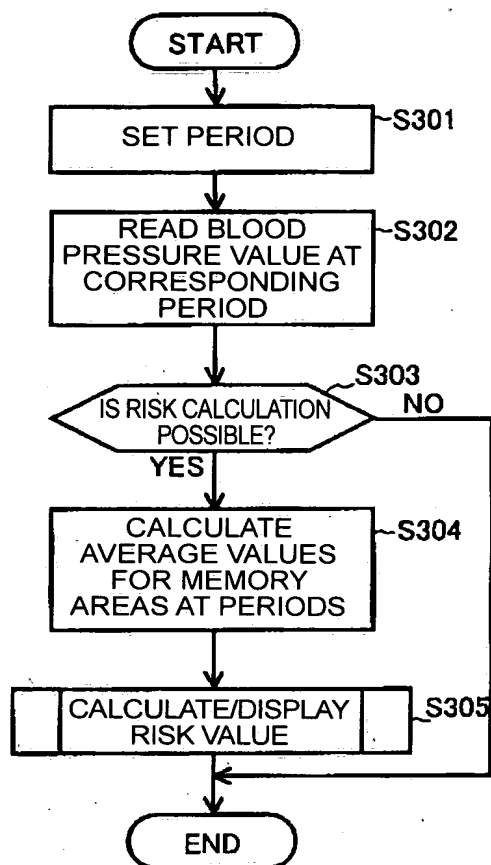 START
SET PERIOD
S301
READ BLOOD
PRESSURE VALUE AT
CORRESPONDING
PERIOD
S302
IS RISK CALCULATION
POSSIBLE?
S303
NO
YES
CALCULATE
AVERAGE VALUES
FOR MEMORY
AREAS AT PERIODS
S304
CALCULATE/DISPLAY
RISK VALUE
S305
END